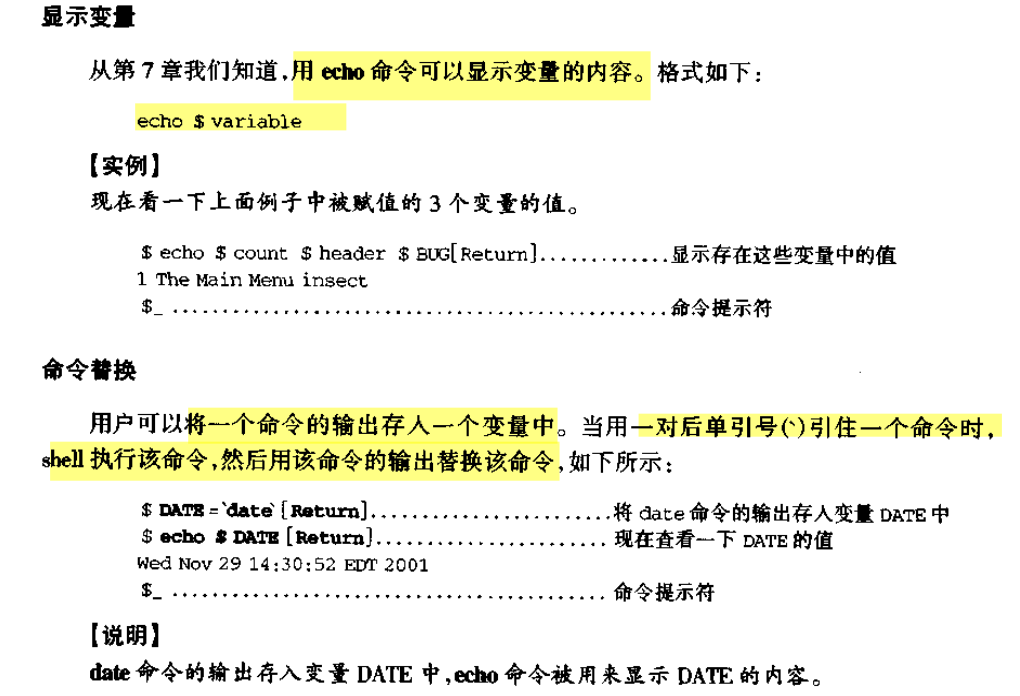 显示变量
从第 7 章我们知道,用 echo 命令可以显示变量的内容。格式如下:
echo $ variable
【实例】
现在看一下上面例子中被赋值的 3 个变量的值。
$ echo $ count $ header $ BUG[Return].............显示存在这些变量中的值
1 The Main Menu insect
$_ ................................................命令提示符
命令替换
用户可以将一个命令的输出存入一个变量中。当用一对后单引号(`)引住一个命令时,
shell 执行该命令,然后用该命令的输出替换该命令,如下所示:
$ DATE =`date` [Return]........................将 date 命令的输出存入变量 DATE 中
$ echo $ DATE [Return]....................... 现在查看一下 DATE 的值
Wed Nov 29 14:30:52 EDT 2001
$_ .......................................... 命令提示符
【说明】
date 命令的输出存入变量 DATE 中,echo 命令被用来显示 DATE 的内容。